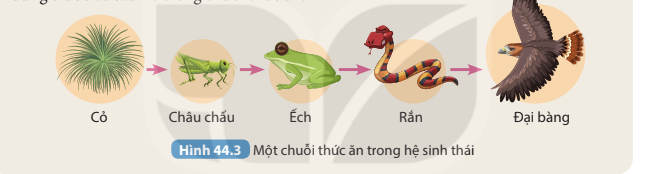 Cỏ Châu chấu Ếch Rắn Đại bàng
Hình 44.3 Một chuỗi thức ăn trong hệ sinh thái